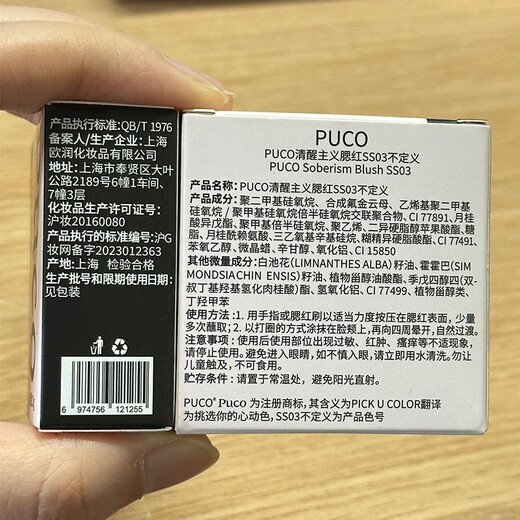 产品执行标准:QB/T 1976
备案人/生产企业:上海
欧润化妆品有限公司
地址:上海市奉贤区大叶
公路2189号6幢1车间、
7幢3层
化妆品生产许可证号:
沪妆20160080
产品执行的标准编号:沪G
妆网备字2023012363
产地:上海 检验合格
生产批号和限期使用日期:
见包装
6 974756 121255
PUCO
PUCO清醒主义腮红SS03不定义
PUCO Soberism Blush SS03
产品名称: PUCO清醒主义腮红SS03不定义
产品成分: 聚二甲基硅氧烷、合成氟金云母、乙烯基聚二甲基
硅氧烷/聚甲基硅氧烷倍半硅氧烷交联聚合物、CI 77891、月桂
酸异戊酯、聚甲基倍半硅氧烷、聚乙烯、二异硬脂醇苹果酸酯、糖
脂、月桂酰赖氨酸、三乙氧基辛基硅烷、糊精异硬脂酸酯、CI 77491、
苯氧乙醇、微晶蜡、辛甘醇、氧化铝、
其他微量成分: 白池花(LIMNANTHES ALBA)籽油、霍霍巴(SIM
MONDSIACHIN ENSIS)籽油、植物甾醇油酸酯、季戊四醇四(双-
叔丁基羟基氢化肉桂酸)酯、氢氧化铝、CI 77499、植物甾醇类、
丁羟甲苯
使用方法: 1. 用手指或腮红刷以适当力度按压在腮红表面, 少量
多次蘸取; 2. 以打圈的方式涂抹在脸颊上, 再向四周晕开, 自然过渡。
注意事项: 使用后使用部位出现过敏、红肿、瘙痒等不适现象,
请停止使用。避免进入眼睛, 如不慎入眼, 请立即用水清洗。勿让
儿童触及, 不可食用。
贮存条件: 请置于常温处, 避免阳光直射。
PUCO® Puco 为注册商标, 其含义为PICK U COLOR翻译
为挑选你的心动色, SS03不定义为产品色号